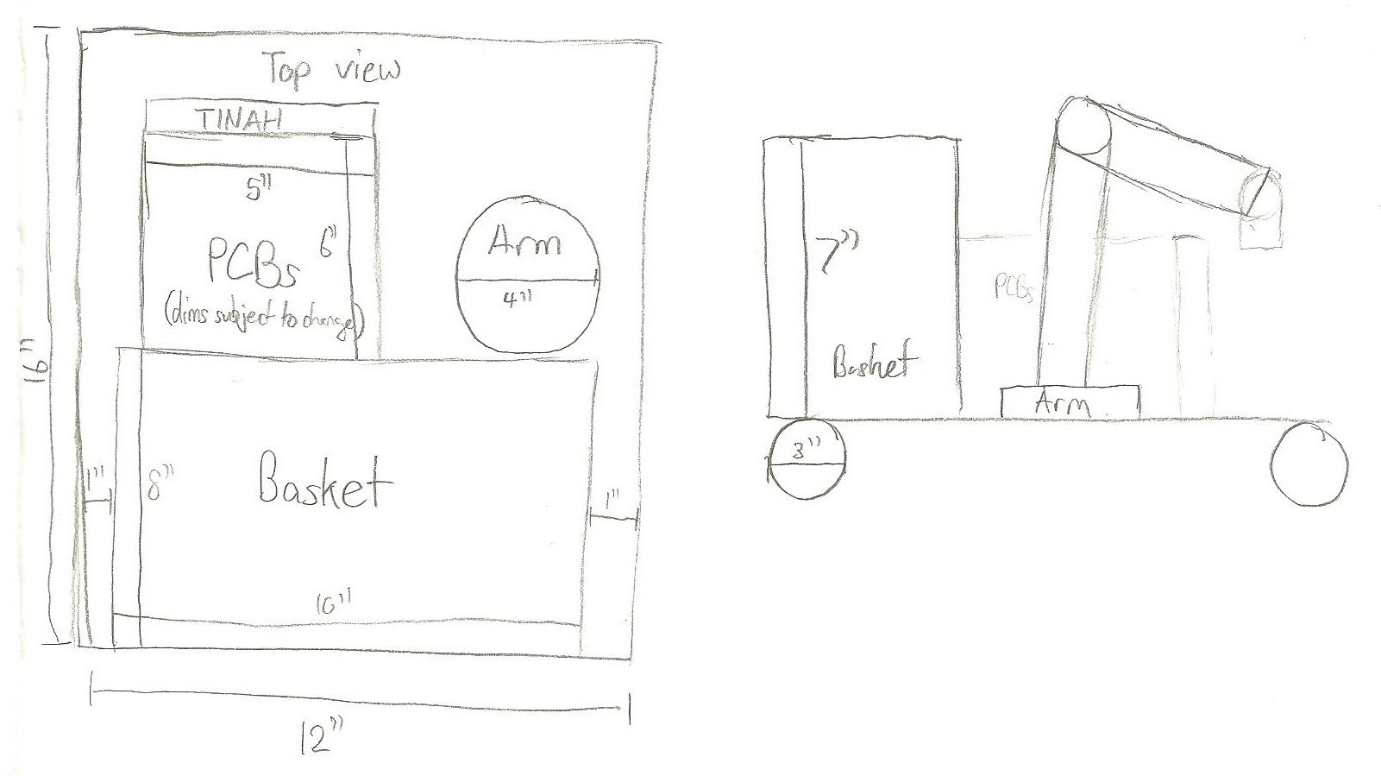 Top view
TINAH
5"
6"
PCBs
(dims subject to change)
Arm
4"
16"
1"
8"
Basket
1"
10"
12"
7"
PCBs
Basket
Arm
3"